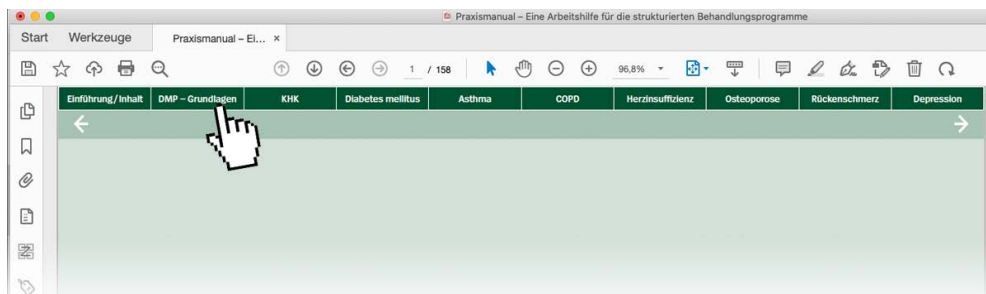 Praxismanual – Eine Arbeitshilfe für die strukturierten Behandlungsprogramme
Start Werkzeuge Praxismanual – Ei... ×
1 / 158 96,8%
Einführung/Inhalt DMP – Grundlagen KHK Diabetes mellitus Asthma COPD Herzinsuffizienz Osteoporose Rückenschmerz Depression